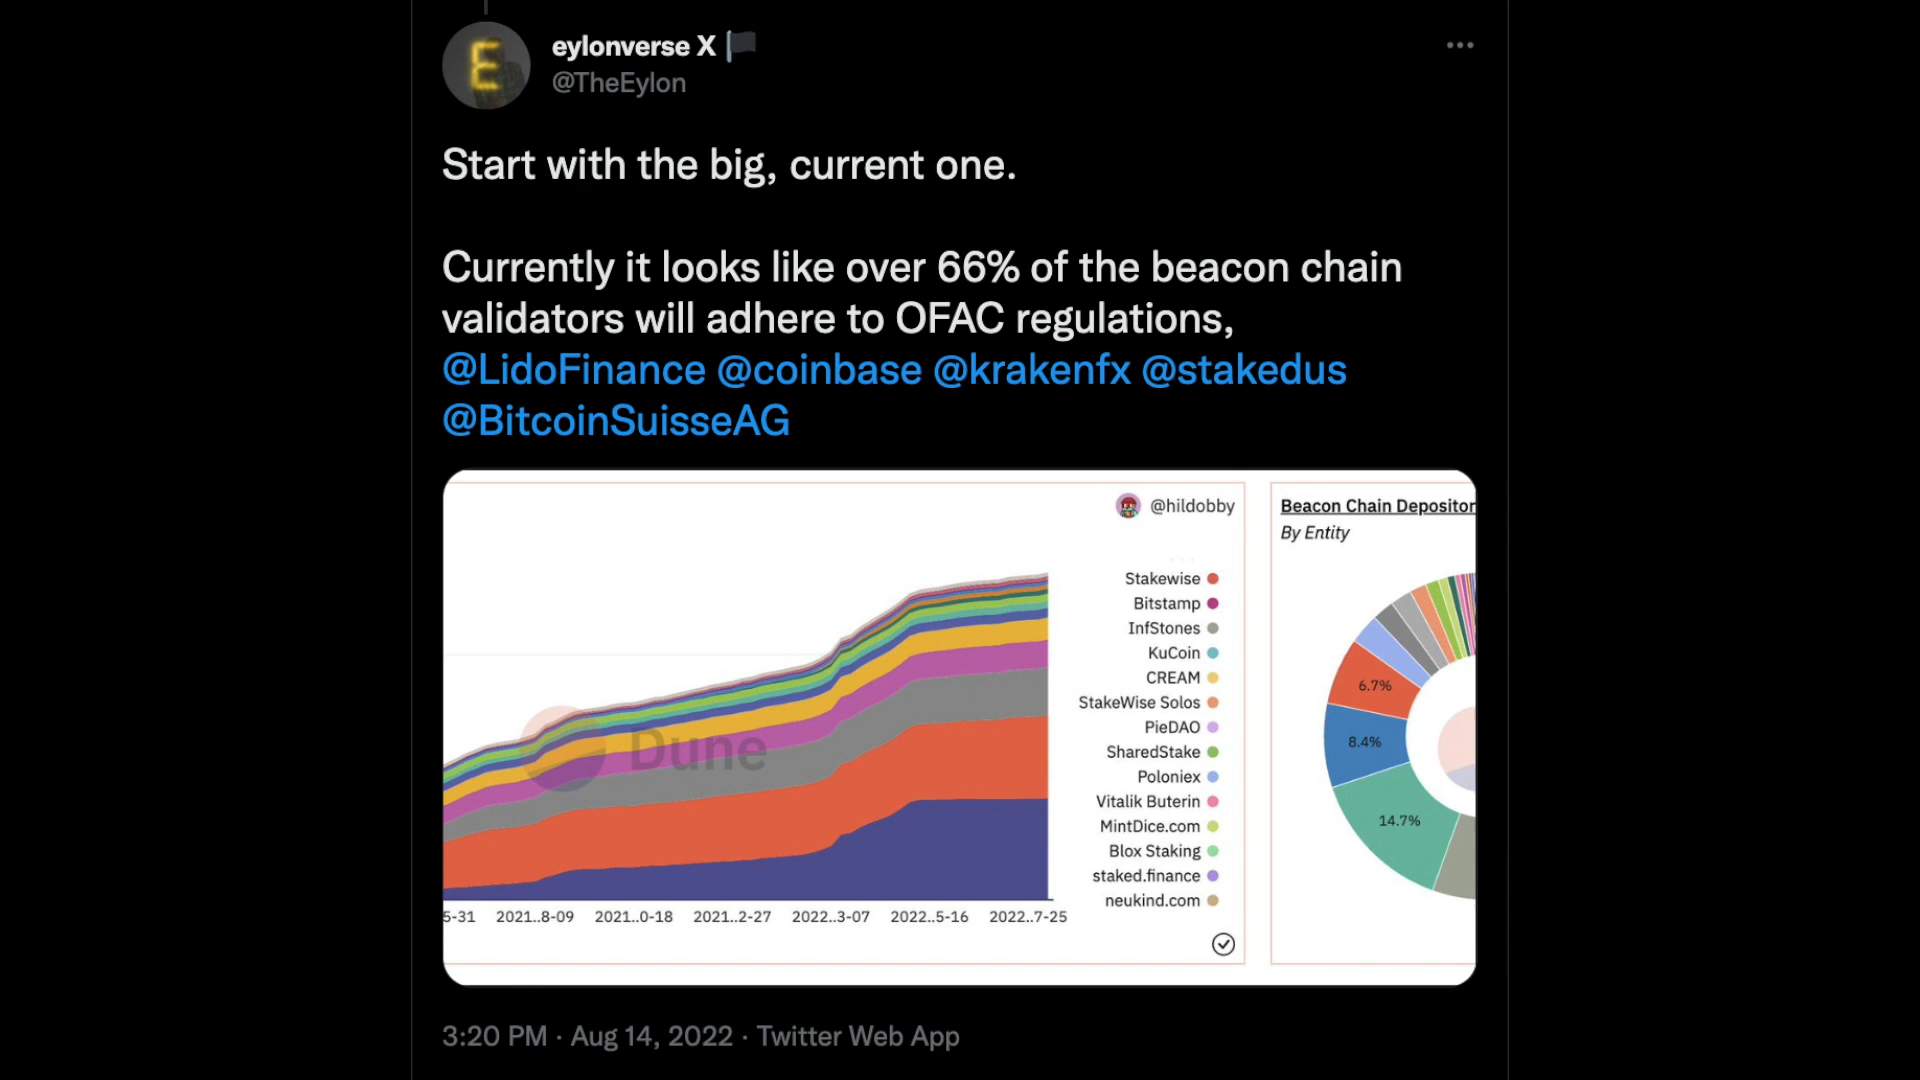 E
eylonverse X
@TheEylon
Start with the big, current one.
Currently it looks like over 66% of the beacon chain
validators will adhere to OFAC regulations,
@LidoFinance @coinbase @krakenfx @stakedus
@BitcoinSuisseAG
@hildobby
Stakewise
Bitstamp
InfStones
KuCoin
CREAM
StakeWise Solos
PieDAO
SharedStake
Poloniex
Vitalik Buterin
MintDice.com
Blox Staking
staked.finance
neukind.com
Dune
5-31 2021..8-09 2021..0-18 2021..2-27 2022..3-07 2022..5-16 2022..7-25
Beacon Chain Depositor
By Entity
6.7%
8.4%
14.7%
3:20 PM · Aug 14, 2022 · Twitter Web App